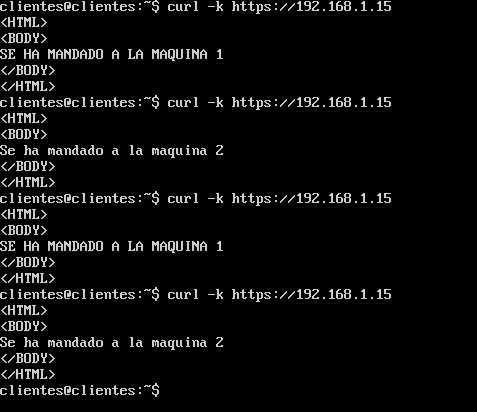 clientes@clientes:~$ curl -k https://192.168.1.15
<HTML>
<BODY>
SE HA MANDADO A LA MAQUINA 1
</BODY>
</HTML>
clientes@clientes:~$ curl -k https://192.168.1.15
<HTML>
<BODY>
Se ha mandado a la maquina 2
</BODY>
</HTML>
clientes@clientes:~$ curl -k https://192.168.1.15
<HTML>
<BODY>
SE HA MANDADO A LA MAQUINA 1
</BODY>
</HTML>
clientes@clientes:~$ curl -k https://192.168.1.15
<HTML>
<BODY>
Se ha mandado a la maquina 2
</BODY>
</HTML>
clientes@clientes:~$